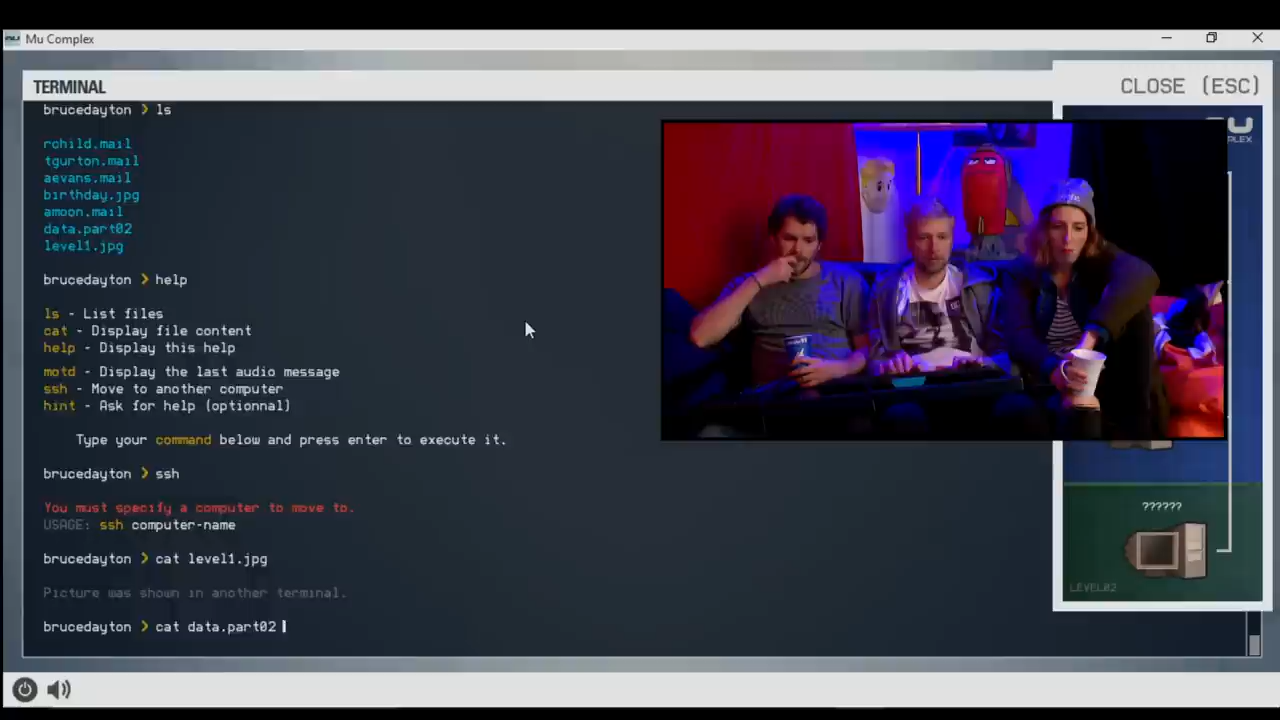 Mu Complex
TERMINAL
CLOSE (ESC)
brucedayton > ls
rohild.mail
tgurton.mail
aevans.mail
birthday.jpg
amoon.mail
data.part02
level1.jpg
brucedayton > help
ls - List files
cat - Display file content
help - Display this help
motd - Display the last audio message
ssh - Move to another computer
hint - Ask for help (optionnal)
Type your command below and press enter to execute it.
brucedayton > ssh
You must specify a computer to move to.
USAGE: ssh computer-name
brucedayton > cat level1.jpg
Picture was shown in another terminal.
brucedayton > cat data.part02
??????
LEVEL02